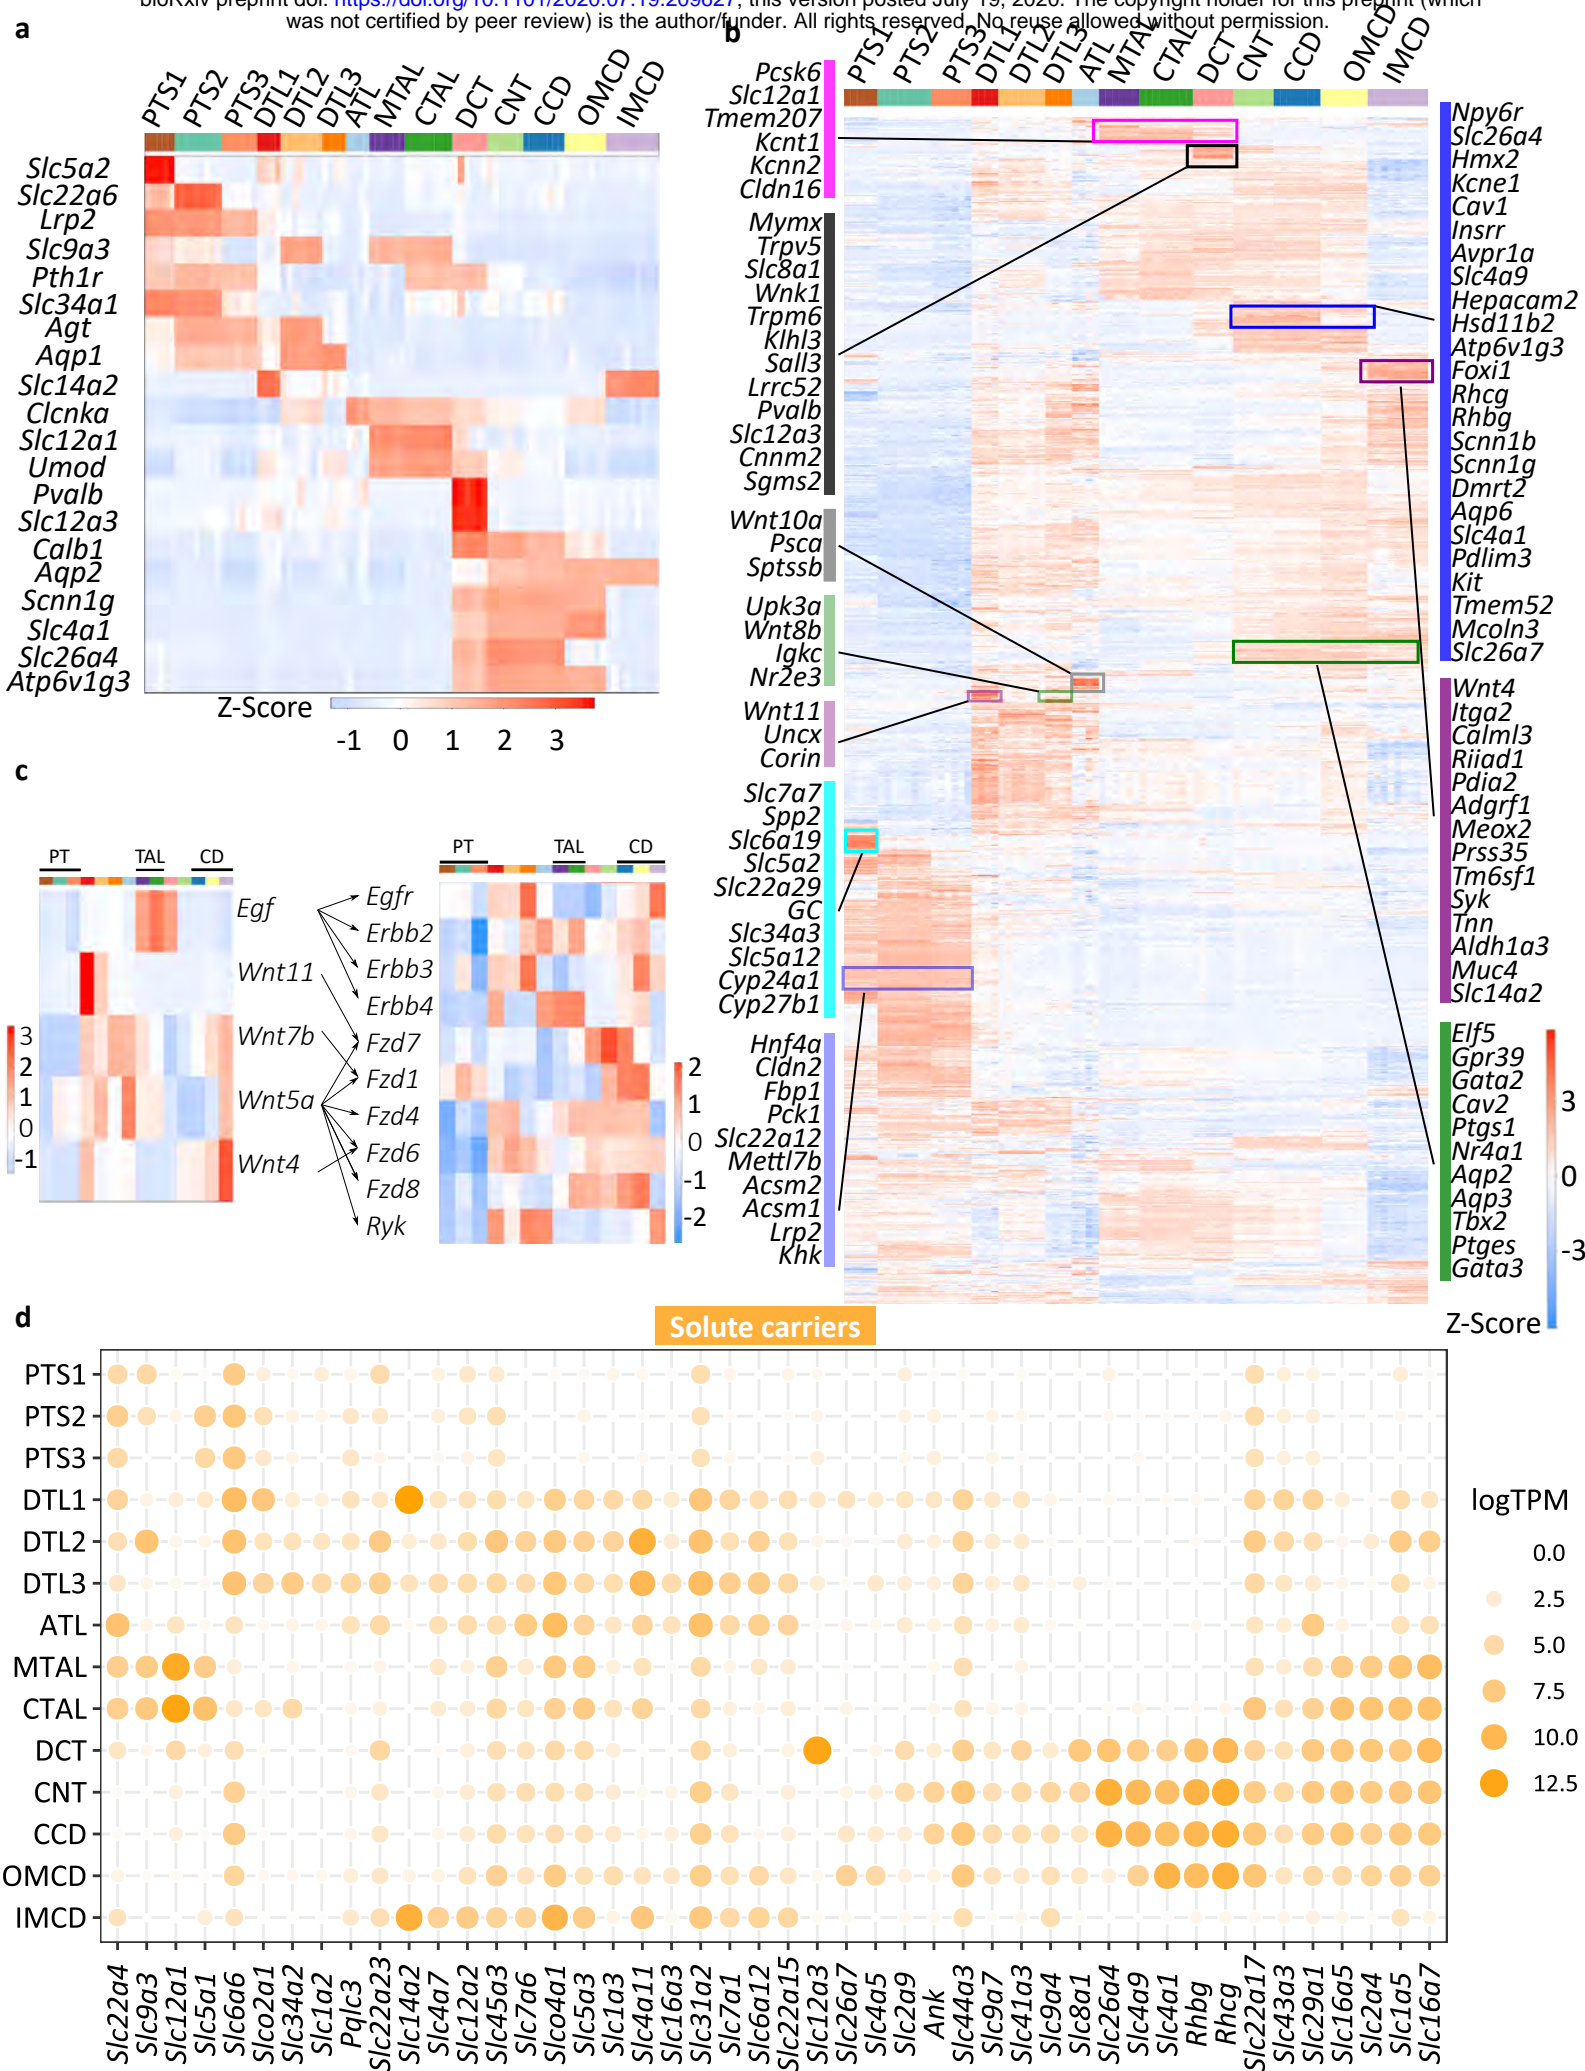 bioRxiv preprint doi: https://doi.org/10.1101/2020.07.19.209627; this version posted July 19, 2020. The copyright holder for this preprint (which
was not certified by peer review) is the author/funder. All rights reserved. No reuse allowed without permission.
a
PTS1
PTS2
PTS3
DTL1
DTL2
DTL3
ATL
MTAL
CTAL
DCT
CNT
CCD
OMCD
IMCD
Slc5a2
Slc22a6
Lrp2
Slc9a3
Pth1r
Slc34a1
Agt
Aqp1
Slc14a2
Clcnka
Slc12a1
Umod
Pvalb
Slc12a3
Calb1
Aqp2
Scnn1g
Slc4a1
Slc26a4
Atp6v1g3
Z-Score
-1 0 1 2 3
b
PTS1
PTS2
PTS3
DTL1
DTL2
DTL3
ATL
MTAL
CTAL
DCT
CNT
CCD
OMCD
IMCD
Pcsk6
Slc12a1
Tmem207
Kcnt1
Kcnn2
Cldn16
Mymx
Trpv5
Slc8a1
Wnk1
Trpm6
Klhl3
Sall3
Lrrc52
Pvalb
Slc12a3
Cnnm2
Sgms2
Wnt10a
Psca
Sptssb
Upk3a
Wnt8b
Igkc
Nr2e3
Wnt11
Uncx
Corin
Slc7a7
Spp2
Slc6a19
Slc5a2
Slc22a29
GC
Slc34a3
Slc5a12
Cyp24a1
Cyp27b1
Hnf4a
Cldn2
Fbp1
Pck1
Slc22a12
Mettl7b
Acsm2
Acsm1
Lrp2
Khk
Npy6r
Slc26a4
Hmx2
Kcne1
Cav1
Insrr
Avpr1a
Slc4a9
Hepacam2
Hsd11b2
Atp6v1g3
Foxi1
Rhcg
Rhbg
Scnn1b
Scnn1g
Dmrt2
Aqp6
Slc4a1
Pdlim3
Kit
Tmem52
Mcoln3
Slc26a7
Wnt4
Itga2
Calml3
Riiad1
Pdia2
Adgrf1
Meox2
Prss35
Tm6sf1
Syk
Tnn
Aldh1a3
Muc4
Slc14a2
Elf5
Gpr39
Gata2
Cav2
Ptgs1
Nr4a1
Aqp2
Aqp3
Tbx2
Ptges
Gata3
3
0
-3
Z-Score
c
PT TAL CD
Egf
Wnt11
Wnt7b
Wnt5a
Wnt4
3
2
1
0
-1
PT TAL CD
Egfr
Erbb2
Erbb3
Erbb4
Fzd7
Fzd1
Fzd4
Fzd6
Fzd8
Ryk
2
1
0
-1
-2
d
Solute carriers
PTS1
PTS2
PTS3
DTL1
DTL2
DTL3
ATL
MTAL
CTAL
DCT
CNT
CCD
OMCD
IMCD
Slc22a4
Slc9a3
Slc12a1
Slc5a1
Slc6a6
Slco2a1
Slc34a2
Slc1a2
Pqlc3
Slc22a23
Slc14a2
Slc4a7
Slc12a2
Slc45a3
Slc7a6
Slco4a1
Slc5a3
Slc1a3
Slc4a11
Slc16a3
Slc31a2
Slc7a1
Slc6a12
Slc22a15
Slc12a3
Slc26a7
Slc4a5
Slc2a9
Ank
Slc44a3
Slc9a7
Slc41a3
Slc9a4
Slc8a1
Slc26a4
Slc4a9
Slc4a1
Rhbg
Rhcg
Slc22a17
Slc43a3
Slc29a1
Slc16a5
Slc2a4
Slc1a5
Slc16a7
logTPM
0.0
2.5
5.0
7.5
10.0
12.5